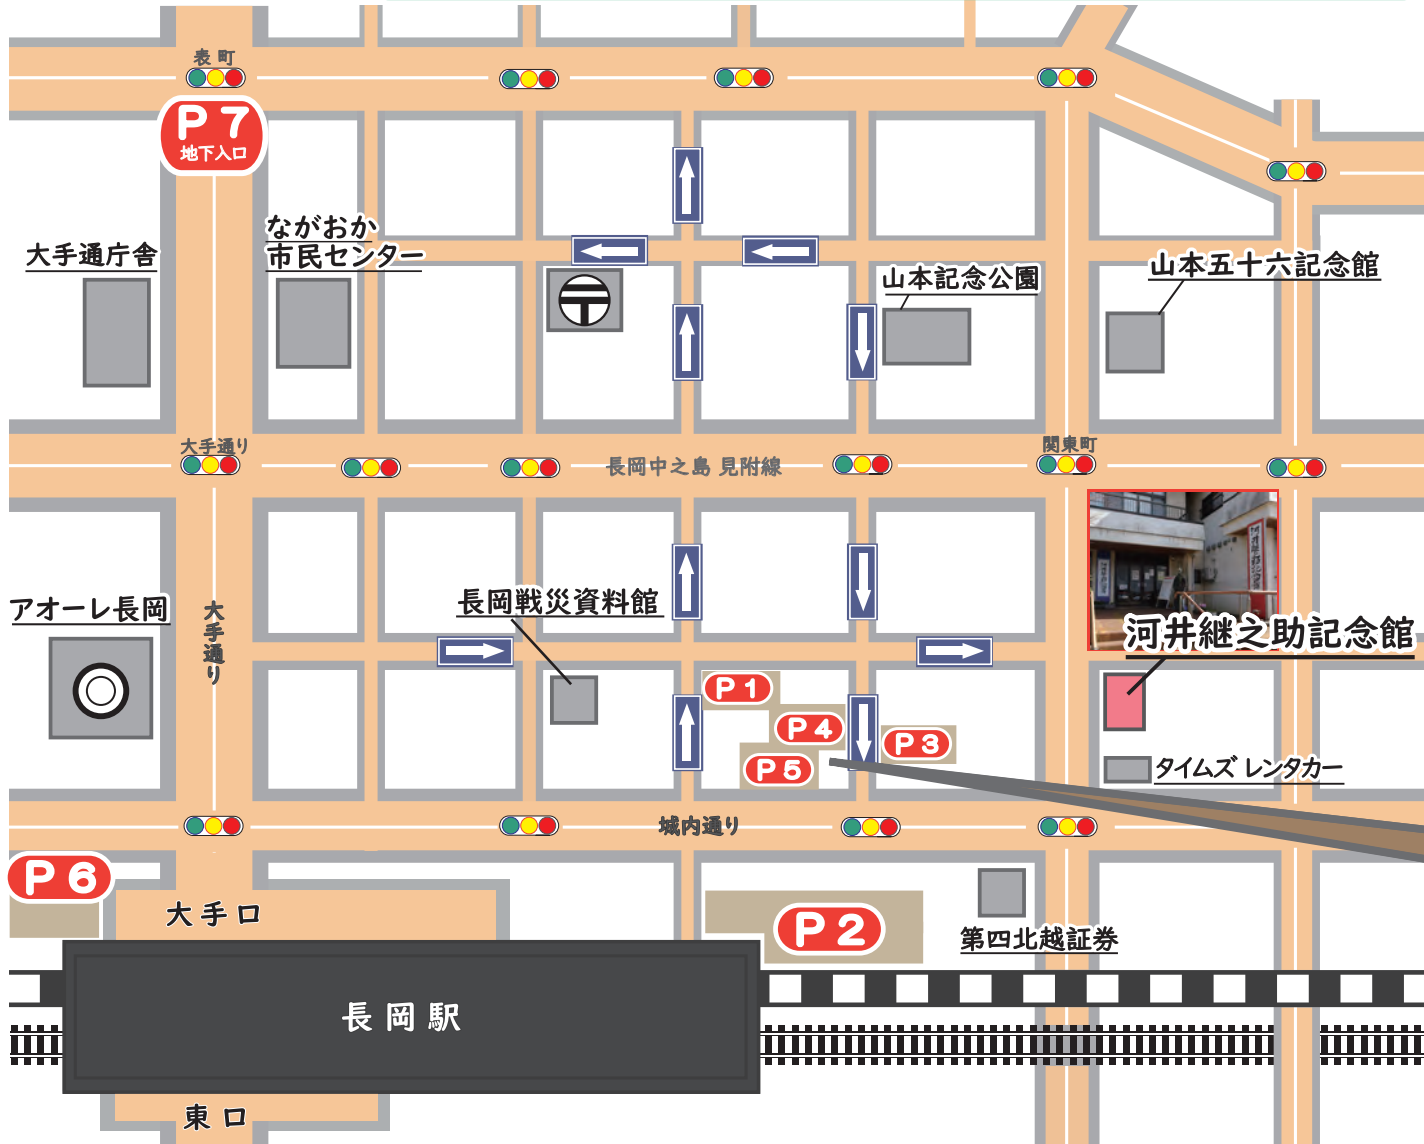 表町
P7
地下入口
ながおか
市民センター
大手通庁舎
山本記念公園
山本五十六記念館
大手通り
長岡中之島 見附線
関東町
アオーレ長岡
大手通り
長岡戦災資料館
河井継之助記念館
P1
P4
P3
P5
タイムズ レンタカー
城内通り
P6
大手口
P2
第四北越証券
長岡駅
東口